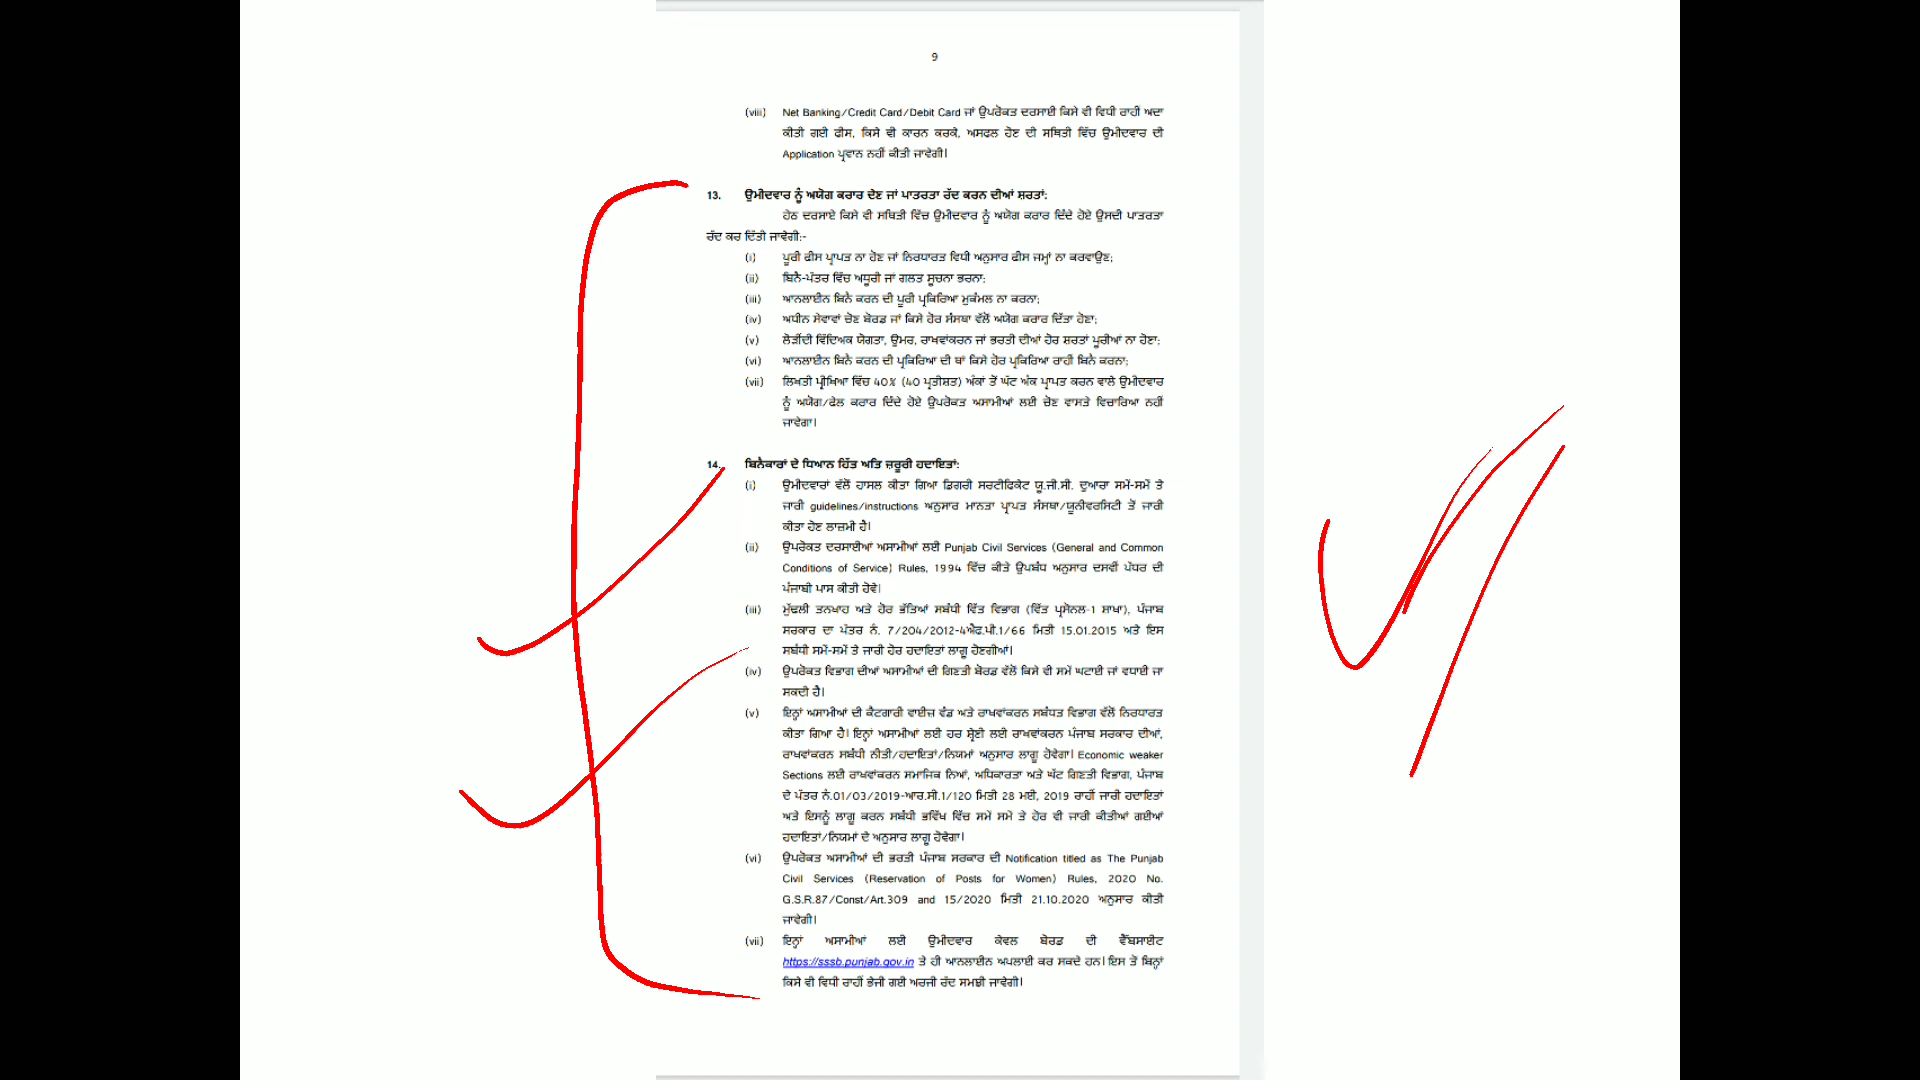 9
(viii) Net Banking/Credit Card/Debit Card ਜਾਂ ਉਪਰੋਕਤ ਦਰਸਾਈ ਕਿਸੇ ਵੀ ਵਿਧੀ ਰਾਹੀਂ ਅਦਾ
ਕੀਤੀ ਗਈ ਫੀਸ, ਕਿਸੇ ਵੀ ਕਾਰਨ ਕਰਕੇ, ਅਸਫਲ ਹੋਣ ਦੀ ਸਥਿਤੀ ਵਿੱਚ ਉਮੀਦਵਾਰ ਦੀ
Application ਪ੍ਰਵਾਨ ਨਹੀਂ ਕੀਤੀ ਜਾਵੇਗੀ।
13. ਉਮੀਦਵਾਰ ਨੂੰ ਅਯੋਗ ਕਰਾਰ ਦੇਣ ਜਾਂ ਪਾਤਰਤਾ ਰੱਦ ਕਰਨ ਦੀਆਂ ਸ਼ਰਤਾਂ:
ਹੇਠ ਦਰਸਾਏ ਕਿਸੇ ਵੀ ਸਥਿਤੀ ਵਿੱਚ ਉਮੀਦਵਾਰ ਨੂੰ ਅਯੋਗ ਕਰਾਰ ਦਿੰਦੇ ਹੋਏ ਉਸਦੀ ਪਾਤਰਤਾ
ਰੱਦ ਕਰ ਦਿੱਤੀ ਜਾਵੇਗੀ:-
(i) ਪੂਰੀ ਫੀਸ ਪ੍ਰਾਪਤ ਨਾ ਹੋਣ ਜਾਂ ਨਿਰਧਾਰਤ ਵਿਧੀ ਅਨੁਸਾਰ ਫੀਸ ਜਮ੍ਹਾਂ ਨਾ ਕਰਵਾਉਣ;
(ii) ਬਿਨੈ-ਪੱਤਰ ਵਿੱਚ ਅਧੂਰੀ ਜਾਂ ਗਲਤ ਸੂਚਨਾ ਭਰਨਾ;
(iii) ਆਨਲਾਈਨ ਬਿਨੈ ਕਰਨ ਦੀ ਪੂਰੀ ਪ੍ਰਕਿਰਿਆ ਮੁਕੰਮਲ ਨਾ ਕਰਨਾ;
(iv) ਅਧੀਨ ਸੇਵਾਵਾਂ ਚੋਣ ਬੋਰਡ ਜਾਂ ਕਿਸੇ ਹੋਰ ਸੰਸਥਾ ਵੱਲੋਂ ਅਯੋਗ ਕਰਾਰ ਦਿੱਤਾ ਹੋਣਾ;
(v) ਲੋੜੀਂਦੀ ਵਿੱਦਿਅਕ ਯੋਗਤਾ, ਉਮਰ, ਰਾਖਵਾਂਕਰਨ ਜਾਂ ਭਰਤੀ ਦੀਆਂ ਹੋਰ ਸ਼ਰਤਾਂ ਪੂਰੀਆਂ ਨਾ ਹੋਣਾ;
(vi) ਆਨਲਾਈਨ ਬਿਨੈ ਕਰਨ ਦੀ ਪ੍ਰਕਿਰਿਆ ਦੀ ਥਾਂ ਕਿਸੇ ਹੋਰ ਪ੍ਰਕਿਰਿਆ ਰਾਹੀਂ ਬਿਨੈ ਕਰਨਾ;
(vii) ਲਿਖਤੀ ਪ੍ਰੀਖਿਆ ਵਿੱਚ 40% (40 ਪ੍ਰਤੀਸ਼ਤ) ਅੰਕਾਂ ਤੋਂ ਘੱਟ ਅੰਕ ਪ੍ਰਾਪਤ ਕਰਨ ਵਾਲੇ ਉਮੀਦਵਾਰ
ਨੂੰ ਅਯੋਗ/ਫੇਲ ਕਰਾਰ ਦਿੰਦੇ ਹੋਏ ਉਪਰੋਕਤ ਅਸਾਮੀਆਂ ਲਈ ਚੋਣ ਵਾਸਤੇ ਵਿਚਾਰਿਆ ਨਹੀਂ
ਜਾਵੇਗਾ।
14. ਬਿਨੈਕਾਰਾਂ ਦੇ ਧਿਆਨ ਹਿੱਤ ਅਤਿ ਜ਼ਰੂਰੀ ਹਦਾਇਤਾਂ:
(i) ਉਮੀਦਵਾਰਾਂ ਵੱਲੋਂ ਹਾਸਲ ਕੀਤਾ ਗਿਆ ਡਿਗਰੀ ਸਰਟੀਫਿਕੇਟ ਯੂ.ਜੀ.ਸੀ. ਦੁਆਰਾ ਸਮੇਂ-ਸਮੇਂ ਤੇ
ਜਾਰੀ guidelines/instructions ਅਨੁਸਾਰ ਮਾਨਤਾ ਪ੍ਰਾਪਤ ਸੰਸਥਾ/ਯੂਨੀਵਰਸਿਟੀ ਤੋਂ ਜਾਰੀ
ਕੀਤਾ ਹੋਣ ਲਾਜ਼ਮੀ ਹੈ।
(ii) ਉਪਰੋਕਤ ਦਰਸਾਈਆਂ ਅਸਾਮੀਆਂ ਲਈ Punjab Civil Services (General and Common
Conditions of Service) Rules, 1994 ਵਿੱਚ ਕੀਤੇ ਉਪਬੰਧ ਅਨੁਸਾਰ ਦਸਵੀਂ ਪੱਧਰ ਦੀ
ਪੰਜਾਬੀ ਪਾਸ ਕੀਤੀ ਹੋਵੇ।
(iii) ਮੁੱਢਲੀ ਤਨਖਾਹ ਅਤੇ ਹੋਰ ਭੱਤਿਆਂ ਸਬੰਧੀ ਵਿੱਤ ਵਿਭਾਗ (ਵਿੱਤ ਪ੍ਰਸੋਨਲ-1 ਸ਼ਾਖਾ), ਪੰਜਾਬ
ਸਰਕਾਰ ਦਾ ਪੱਤਰ ਨੰ. 7/204/2012-4ਐਫ.ਪੀ.1/66 ਮਿਤੀ 15.01.2015 ਅਤੇ ਇਸ
ਸਬੰਧੀ ਸਮੇਂ-ਸਮੇਂ ਤੇ ਜਾਰੀ ਹੋਰ ਹਦਾਇਤਾਂ ਲਾਗੂ ਹੋਣਗੀਆਂ।
(iv) ਉਪਰੋਕਤ ਵਿਭਾਗ ਦੀਆਂ ਅਸਾਮੀਆਂ ਦੀ ਗਿਣਤੀ ਬੋਰਡ ਵੱਲੋਂ ਕਿਸੇ ਵੀ ਸਮੇਂ ਘਟਾਈ ਜਾਂ ਵਧਾਈ ਜਾ
ਸਕਦੀ ਹੈ।
(v) ਇਨ੍ਹਾਂ ਅਸਾਮੀਆਂ ਦੀ ਕੈਟਗਾਰੀ ਵਾਈਜ਼ ਵੰਡ ਅਤੇ ਰਾਖਵਾਂਕਰਨ ਸਬੰਧਤ ਵਿਭਾਗ ਵੱਲੋਂ ਨਿਰਧਾਰਤ
ਕੀਤਾ ਗਿਆ ਹੈ। ਇਨ੍ਹਾਂ ਅਸਾਮੀਆਂ ਲਈ ਹਰ ਸ਼੍ਰੇਣੀ ਲਈ ਰਾਖਵਾਂਕਰਨ ਪੰਜਾਬ ਸਰਕਾਰ ਦੀਆਂ,
ਰਾਖਵਾਂਕਰਨ ਸਬੰਧੀ ਨੀਤੀ/ਹਦਾਇਤਾਂ/ਨਿਯਮਾਂ ਅਨੁਸਾਰ ਲਾਗੂ ਹੋਵੇਗਾ। Economic weaker
Sections ਲਈ ਰਾਖਵਾਂਕਰਨ ਸਮਾਜਿਕ ਨਿਆਂ, ਅਧਿਕਾਰਤਾ ਅਤੇ ਘੱਟ ਗਿਣਤੀ ਵਿਭਾਗ, ਪੰਜਾਬ
ਦੇ ਪੱਤਰ ਨੰ.01/03/2019-ਆਰ.ਸੀ.1/120 ਮਿਤੀ 28 ਮਈ, 2019 ਰਾਹੀਂ ਜਾਰੀ ਹਦਾਇਤਾਂ
ਅਤੇ ਇਸਨੂੰ ਲਾਗੂ ਕਰਨ ਸਬੰਧੀ ਭਵਿੱਖ ਵਿੱਚ ਸਮੇਂ ਸਮੇਂ ਤੇ ਹੋਰ ਵੀ ਜਾਰੀ ਕੀਤੀਆਂ ਗਈਆਂ
ਹਦਾਇਤਾਂ/ਨਿਯਮਾਂ ਦੇ ਅਨੁਸਾਰ ਲਾਗੂ ਹੋਵੇਗਾ।
(vi) ਉਪਰੋਕਤ ਅਸਾਮੀਆਂ ਦੀ ਭਰਤੀ ਪੰਜਾਬ ਸਰਕਾਰ ਦੀ Notification titled as The Punjab
Civil Services (Reservation of Posts for Women) Rules, 2020 No.
G.S.R.87/Const/Art.309 and 15/2020 ਮਿਤੀ 21.10.2020 ਅਨੁਸਾਰ ਕੀਤੀ
ਜਾਵੇਗੀ।
(vii) ਇਨ੍ਹਾਂ ਅਸਾਮੀਆਂ ਲਈ ਉਮੀਦਵਾਰ ਕੇਵਲ ਬੋਰਡ ਦੀ ਵੈੱਬਸਾਈਟ
https://sssb.punjab.gov.in ਤੇ ਹੀ ਆਨਲਾਈਨ ਅਪਲਾਈ ਕਰ ਸਕਦੇ ਹਨ। ਇਸ ਤੋਂ ਬਿਨ੍ਹਾਂ
ਕਿਸੇ ਵੀ ਵਿਧੀ ਰਾਹੀਂ ਭੇਜੀ ਗਈ ਅਰਜੀ ਰੱਦ ਸਮਝੀ ਜਾਵੇਗੀ।